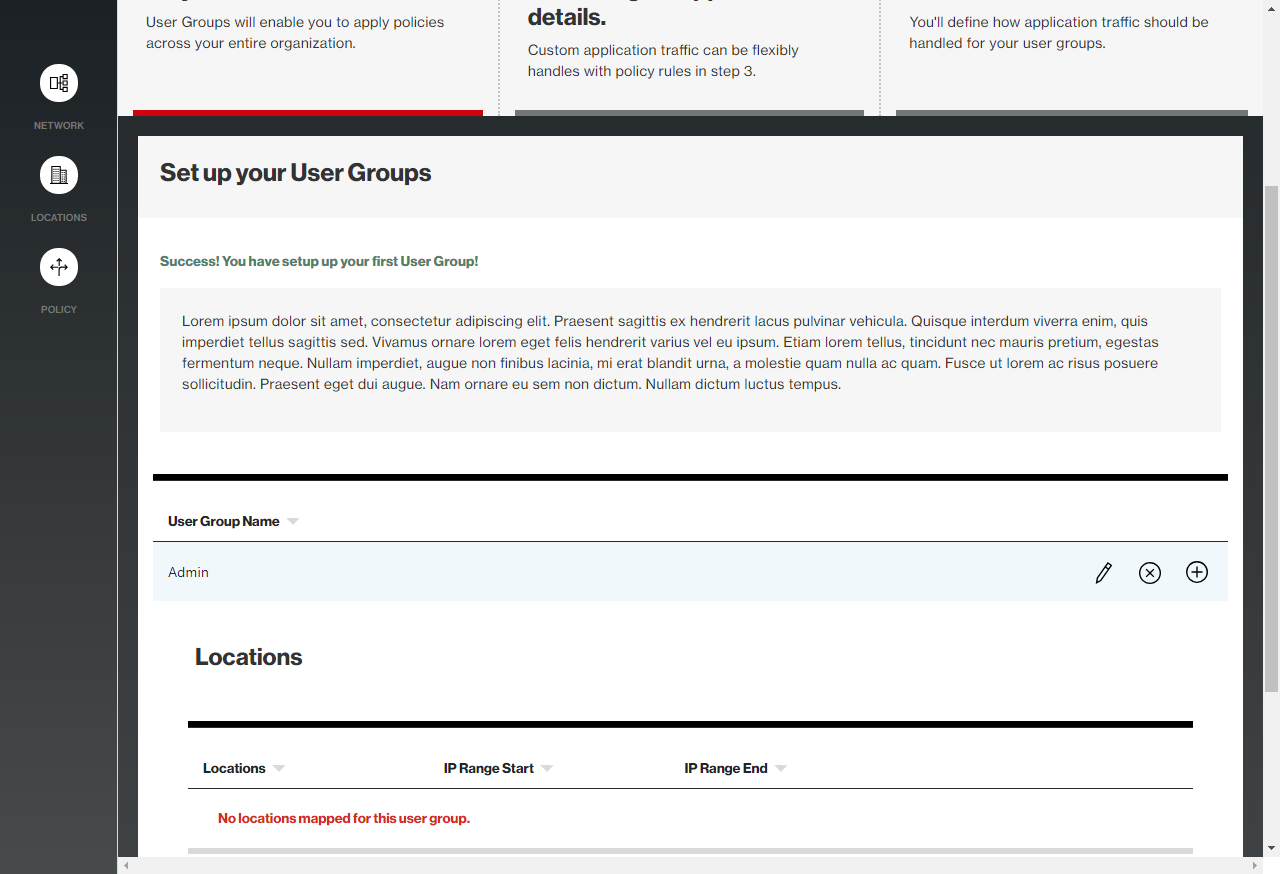 User Groups will enable you to apply policies
across your entire organization.
details.
Custom application traffic can be flexibly
handles with policy rules in step 3.
You'll define how application traffic should be
handled for your user groups.
NETWORK
LOCATIONS
POLICY
Set up your User Groups
Success! You have setup up your first User Group!
Lorem ipsum dolor sit amet, consectetur adipiscing elit. Praesent sagittis ex hendrerit lacus pulvinar vehicula. Quisque interdum viverra enim, quis
imperdiet tellus sagittis sed. Vivamus ornare lorem eget felis hendrerit varius vel eu ipsum. Etiam lorem tellus, tincidunt nec mauris pretium, egestas
fermentum neque. Nullam imperdiet, augue non finibus lacinia, mi erat blandit urna, a molestie quam nulla ac quam. Fusce ut lorem ac risus posuere
sollicitudin. Praesent eget dui augue. Nam ornare eu sem non dictum. Nullam dictum luctus tempus.
User Group Name
Admin
Locations
Locations IP Range Start IP Range End
No locations mapped for this user group.